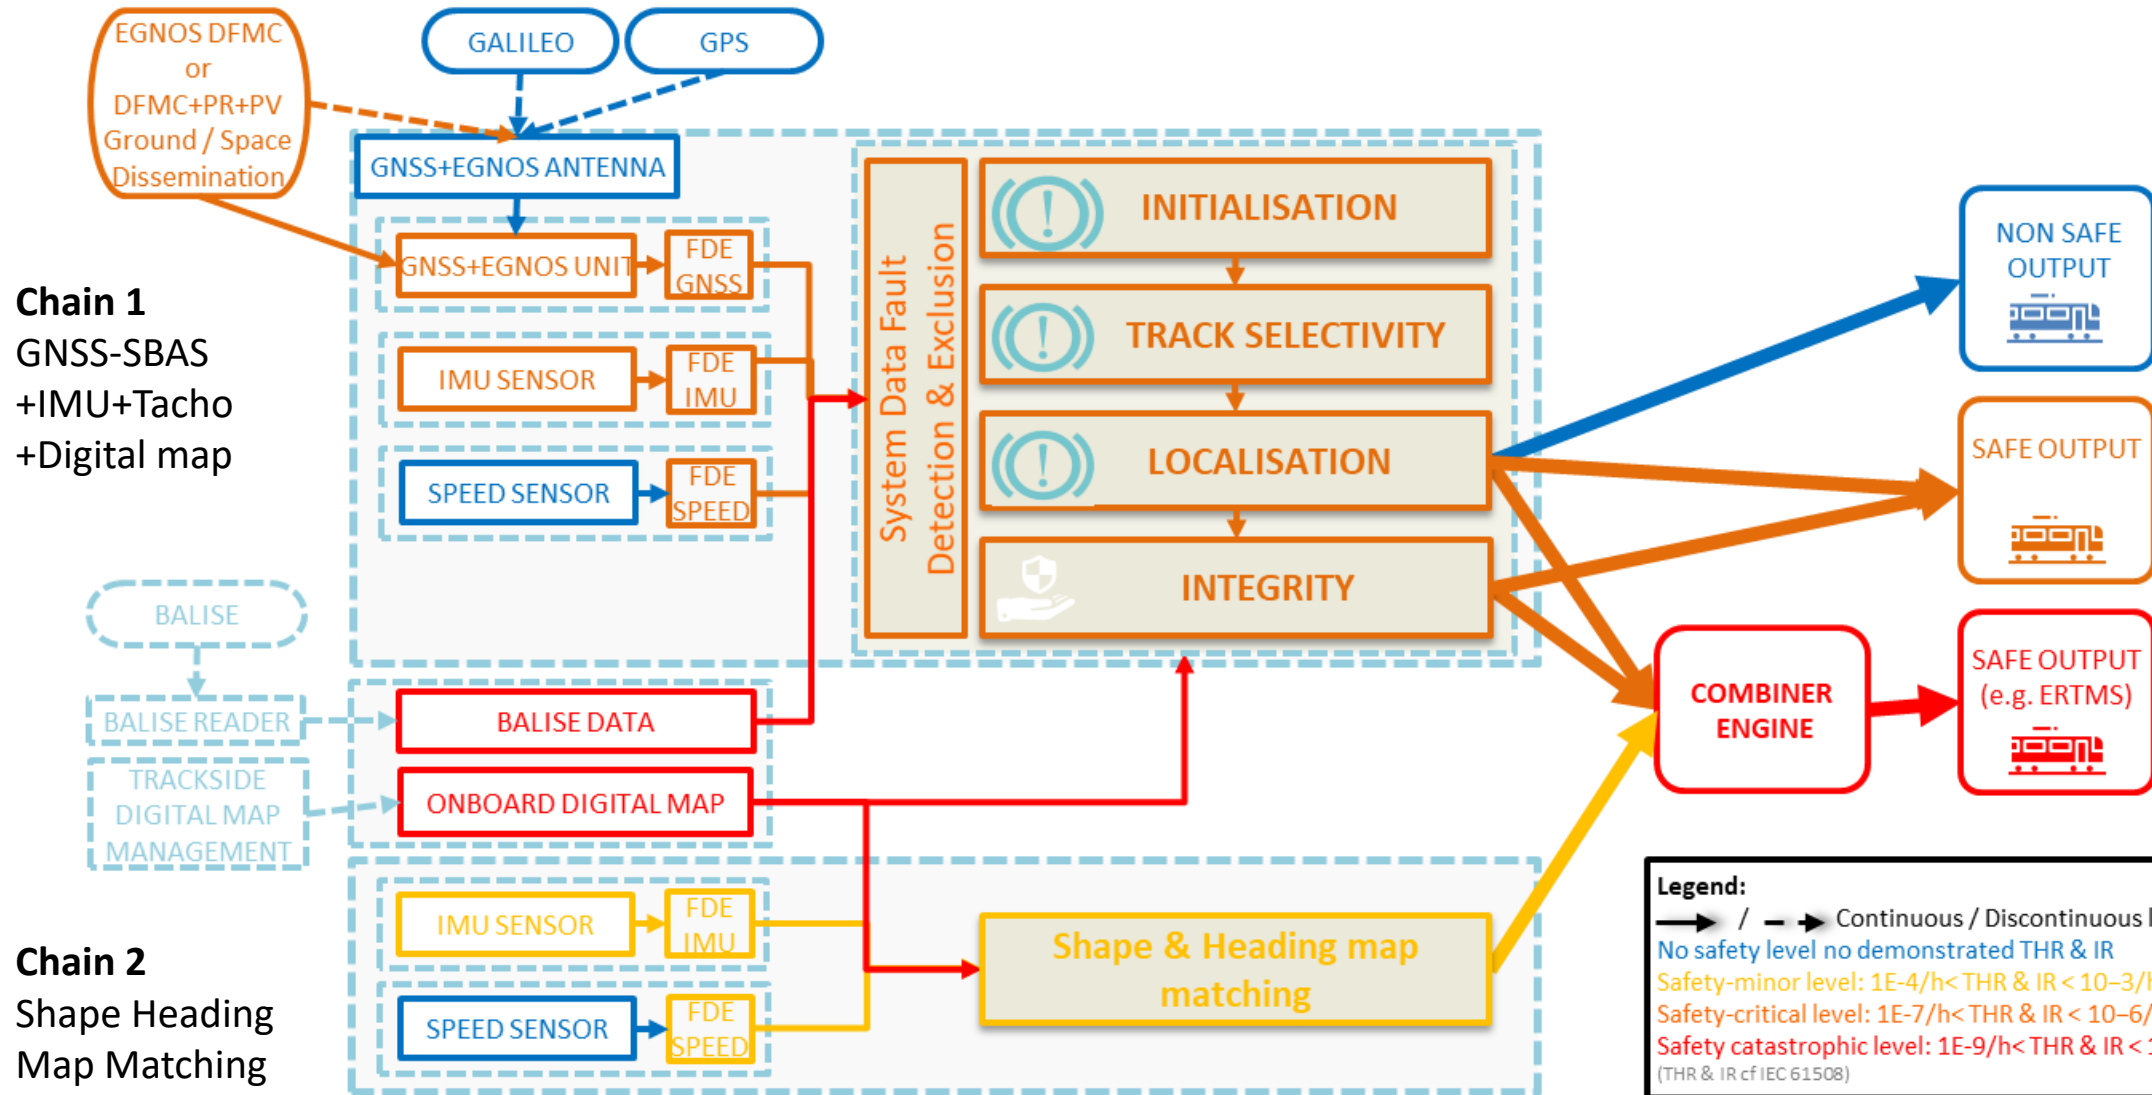 EGNOS DFMC
or
DFMC+PR+PV
Ground / Space
Dissemination
GALILEO
GPS
GNSS+EGNOS ANTENNA
GNSS+EGNOS UNIT
FDE
GNSS
IMU SENSOR
FDE
IMU
SPEED SENSOR
FDE
SPEED
Chain 1
GNSS-SBAS
+IMU+Tacho
+Digital map
System Data Fault
Detection & Exclusion
INITIALISATION
TRACK SELECTIVITY
LOCALISATION
INTEGRITY
NON SAFE
OUTPUT
SAFE OUTPUT
SAFE OUTPUT
(e.g. ERTMS)
COMBINER
ENGINE
BALISE
BALISE READER
TRACKSIDE
DIGITAL MAP
MANAGEMENT
BALISE DATA
ONBOARD DIGITAL MAP
Chain 2
Shape Heading
Map Matching
IMU SENSOR
FDE
IMU
SPEED SENSOR
FDE
SPEED
Shape & Heading map
matching
Legend:
/ Continuous / Discontinuous
No safety level no demonstrated THR & IR
Safety-minor level: 1E-4/h< THR & IR < 10–3/h
Safety-critical level: 1E-7/h< THR & IR < 10–6/
Safety catastrophic level: 1E-9/h< THR & IR <
(THR & IR cf IEC 61508)